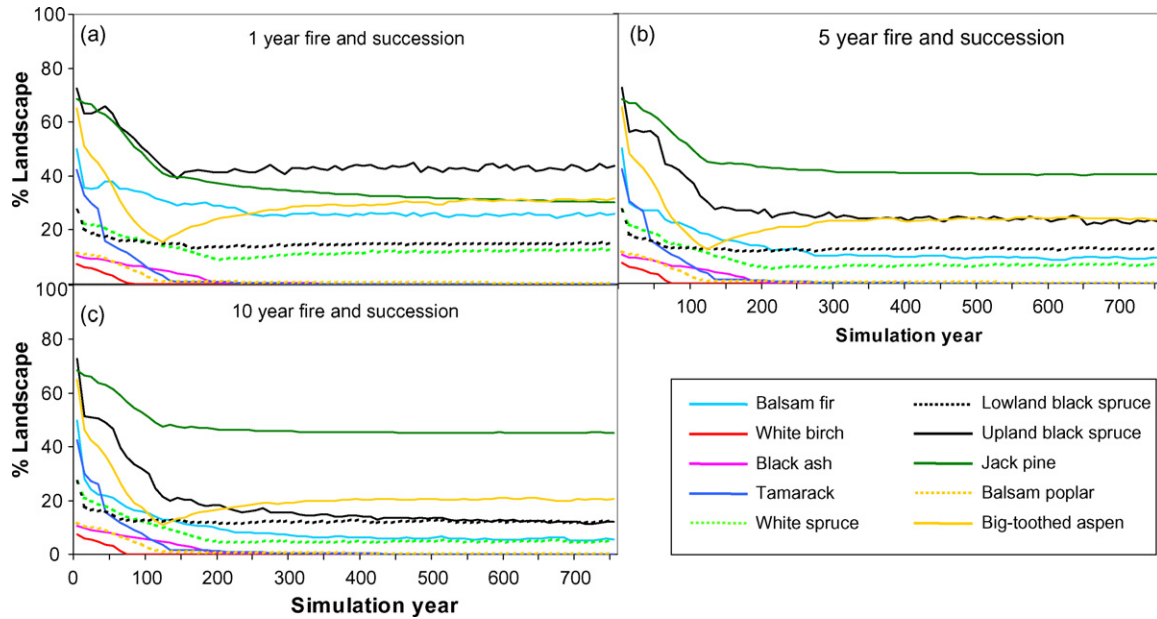 (a)
1 year fire and succession
% Landscape
100
80
60
40
20
100
(b)
5 year fire and succession
100
200
300
400
500
600
700
Simulation year
(c)
10 year fire and succession
% Landscape
80
60
40
20
0
0
100
200
300
400
500
600
700
Simulation year
Balsam fir
White birch
Black ash
Tamarack
White spruce
Lowland black spruce
Upland black spruce
Jack pine
Balsam poplar
Big-toothed aspen